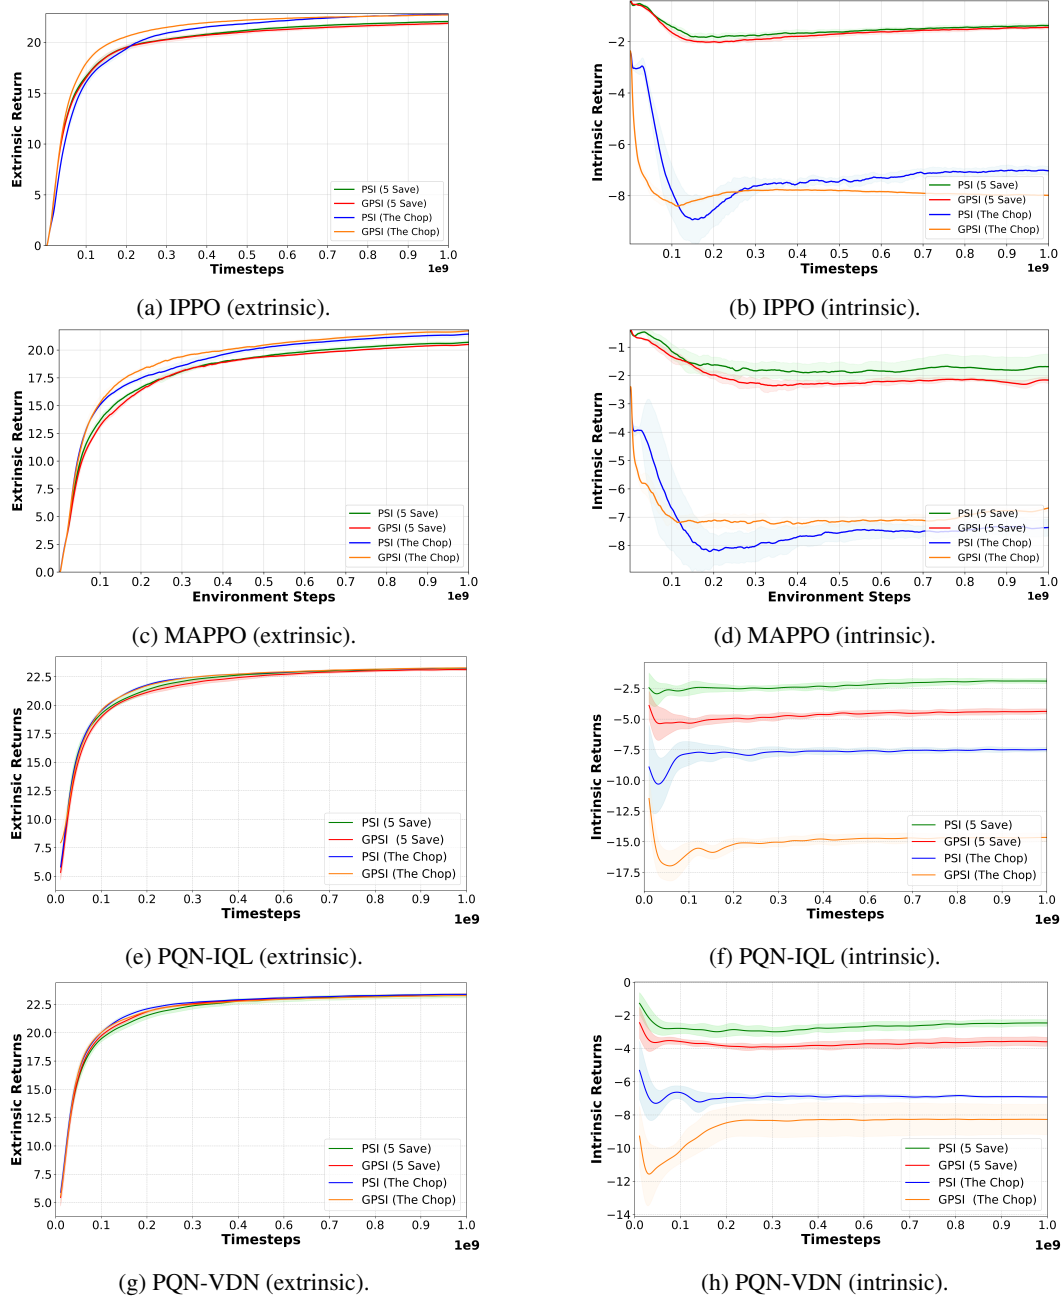 Extrinsic Return
20
15
10
5
0
PSI (5 Save)
GPSI (5 Save)
PSI (The Chop)
GPSI (The Chop)
0.1 0.2 0.3 0.4 0.5 0.6 0.7 0.8 0.9 1.0
Timesteps
1e9
(a) IPPO (extrinsic).
Intrinsic Return
−2
−4
−6
−8
PSI (5 Save)
GPSI (5 Save)
PSI (The Chop)
GPSI (The Chop)
0.1 0.2 0.3 0.4 0.5 0.6 0.7 0.8 0.9 1.0
Timesteps
1e9
(b) IPPO (intrinsic).
Extrinsic Return
20.0
17.5
15.0
12.5
10.0
7.5
5.0
2.5
0.0
PSI (5 Save)
GPSI (5 Save)
PSI (The Chop)
GPSI (The Chop)
0.1 0.2 0.3 0.4 0.5 0.6 0.7 0.8 0.9 1.0
Environment Steps
1e9
(c) MAPPO (extrinsic).
Intrinsic Return
−1
−2
−3
−4
−5
−6
−7
−8
PSI (5 Save)
GPSI (5 Save)
PSI (The Chop)
GPSI (The Chop)
0.1 0.2 0.3 0.4 0.5 0.6 0.7 0.8 0.9 1.0
Environment Steps
1e9
(d) MAPPO (intrinsic).
Extrinsic Returns
22.5
20.0
17.5
15.0
12.5
10.0
7.5
5.0
PSI (5 Save)
GPSI (5 Save)
PSI (The Chop)
GPSI (The Chop)
0.0 0.1 0.2 0.3 0.4 0.5 0.6 0.7 0.8 0.9 1.0
Timesteps
1e9
(e) PQN-IQL (extrinsic).
Intrinsic Returns
−2.5
−5.0
−7.5
−10.0
−12.5
−15.0
−17.5
PSI (5 Save)
GPSI (5 Save)
PSI (The Chop)
GPSI (The Chop)
0.0 0.1 0.2 0.3 0.4 0.5 0.6 0.7 0.8 0.9 1.0
Timesteps
1e9
(f) PQN-IQL (intrinsic).
Extrinsic Returns
22.5
20.0
17.5
15.0
12.5
10.0
7.5
5.0
PSI (5 Save)
GPSI (5 Save)
PSI (The Chop)
GPSI (The Chop)
0.0 0.1 0.2 0.3 0.4 0.5 0.6 0.7 0.8 0.9 1.0
Timesteps
1e9
(g) PQN-VDN (extrinsic).
Intrinsic Returns
0
−2
−4
−6
−8
−10
−12
−14
PSI (5 Save)
GPSI (5 Save)
PSI (The Chop)
GPSI (The Chop)
0.0 0.1 0.2 0.3 0.4 0.5 0.6 0.7 0.8 0.9 1.0
Timesteps
1e9
(h) PQN-VDN (intrinsic).